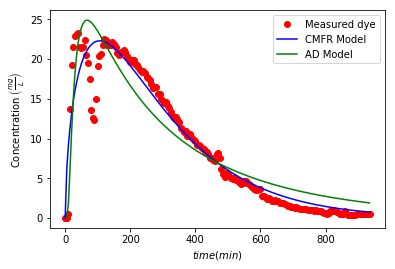 25
20
15
10
5
0
Concentration (mg/L)
Measured dye
CMFR Model
AD Model
0 200 400 600 800
time(min)